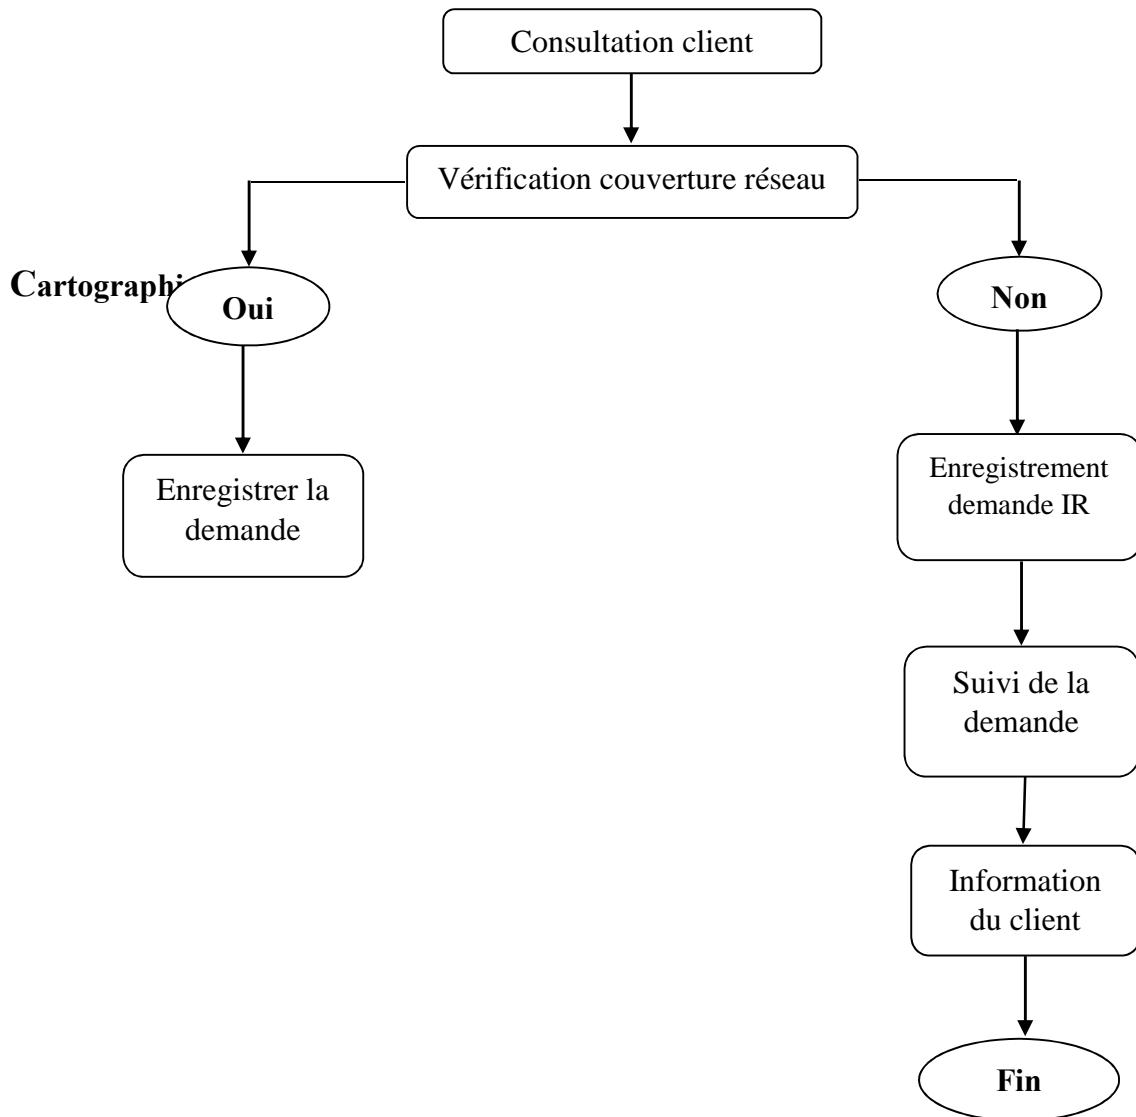 Consultation client
Vérification couverture réseau
Cartographi
Oui
Non
Enregistrer la
demande
Enregistrement
demande IR
Suivi de la
demande
Information
du client
Fin